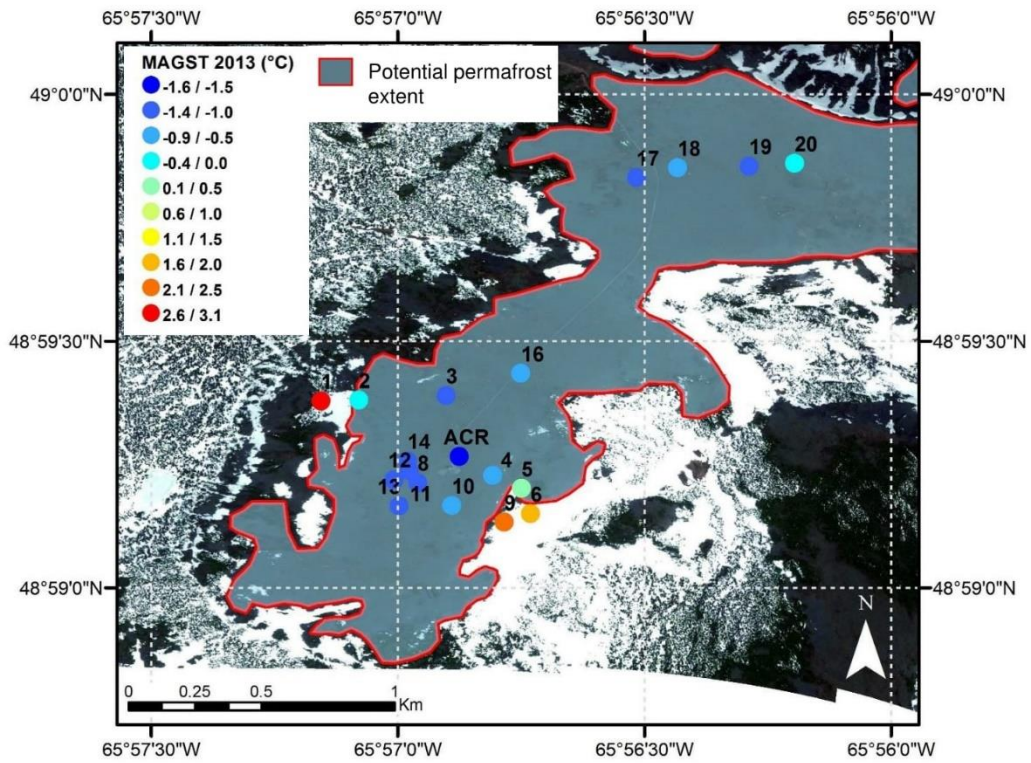 65°57'30"W 65°57'0"W 65°56'30"W 65°56'0"W
MAGST 2013 (°C)
-1.6 / -1.5
-1.4 / -1.0
-0.9 / -0.5
-0.4 / 0.0
0.1 / 0.5
0.6 / 1.0
1.1 / 1.5
1.6 / 2.0
2.1 / 2.5
2.6 / 3.1
Potential permafrost
extent
49°0'0"N 49°0'0"N
17 18 19 20
48°59'30"N 48°59'30"N
16
1 2 3
14 ACR
12 8 4 5
13 11 10 9 6
48°59'0"N 48°59'0"N
N
0 0.25 0.5 1
Km
65°57'30"W 65°57'0"W 65°56'30"W 65°56'0"W